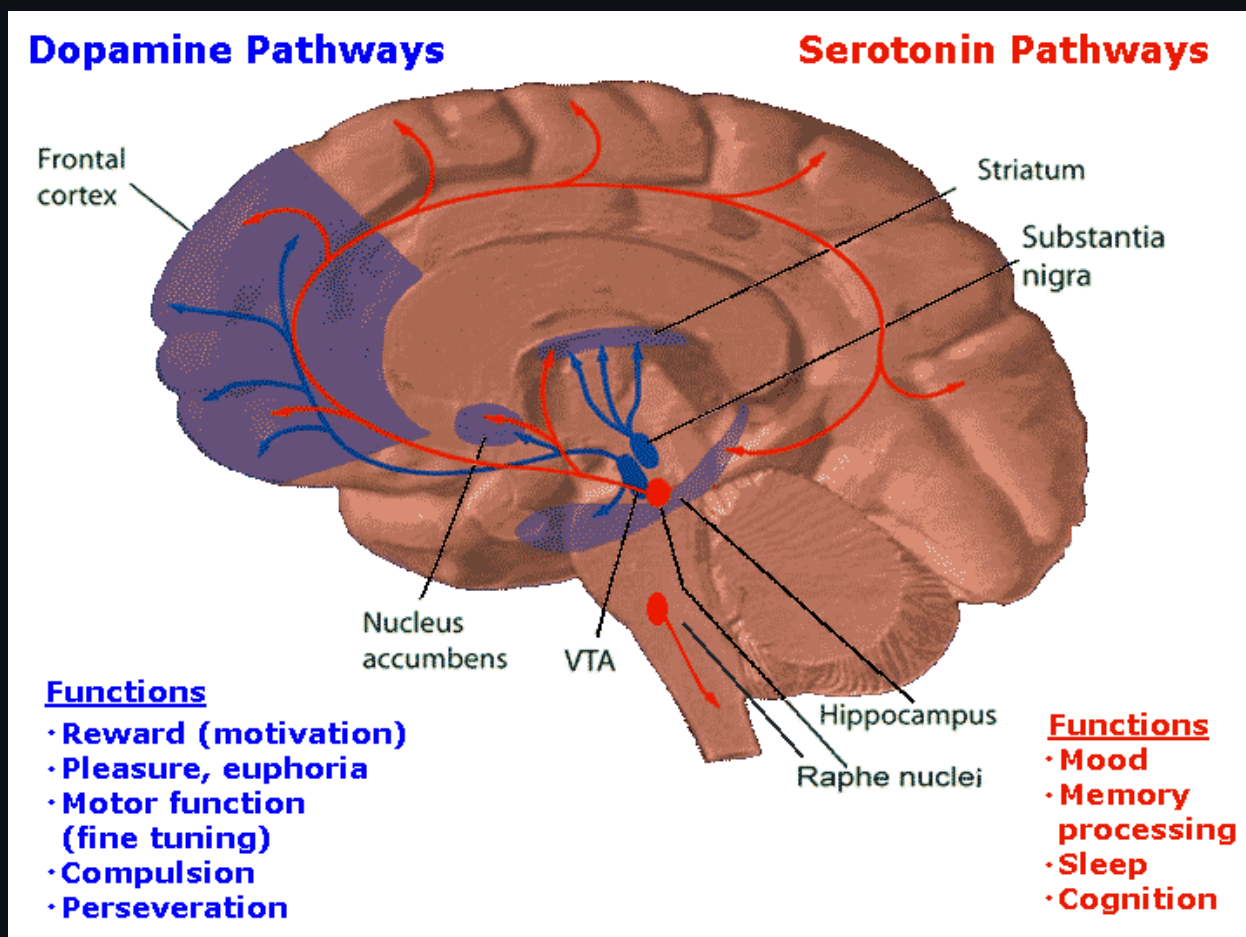 Dopamine Pathways
Serotonin Pathways
Frontal
cortex
Striatum
Substantia
nigra
Nucleus
accumbens
VTA
Hippocampus
Raphe nuclei
Functions
·Reward (motivation)
·Pleasure, euphoria
·Motor function
(fine tuning)
·Compulsion
·Perseveration
Functions
·Mood
·Memory
processing
·Sleep
·Cognition